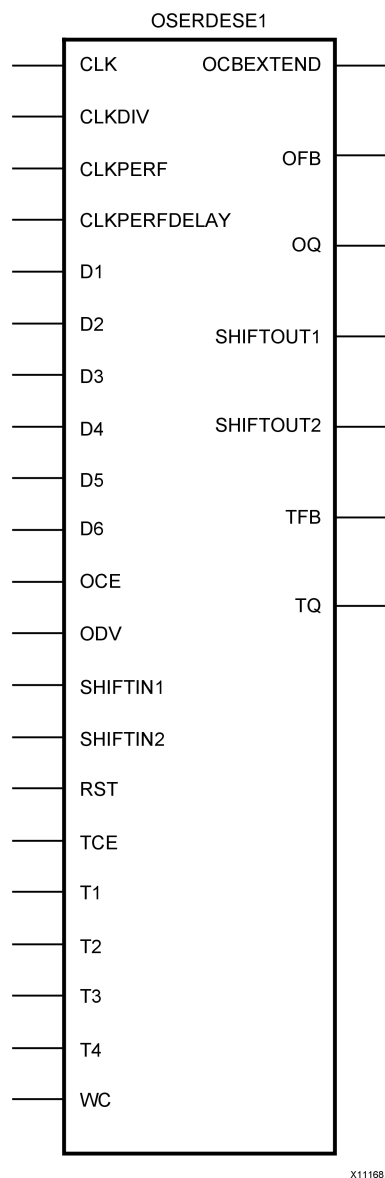 OSERDESE1
CLK
OCBEXTEND
CLKDIV
OFB
CLKPERF
CLKPERFDELAY
OQ
D1
D2
SHIFTOUT1
D3
D4
SHIFTOUT2
D5
TFB
D6
OCE
TQ
ODV
SHIFTIN1
SHIFTIN2
RST
TCE
T1
T2
T3
T4
WC
X11168